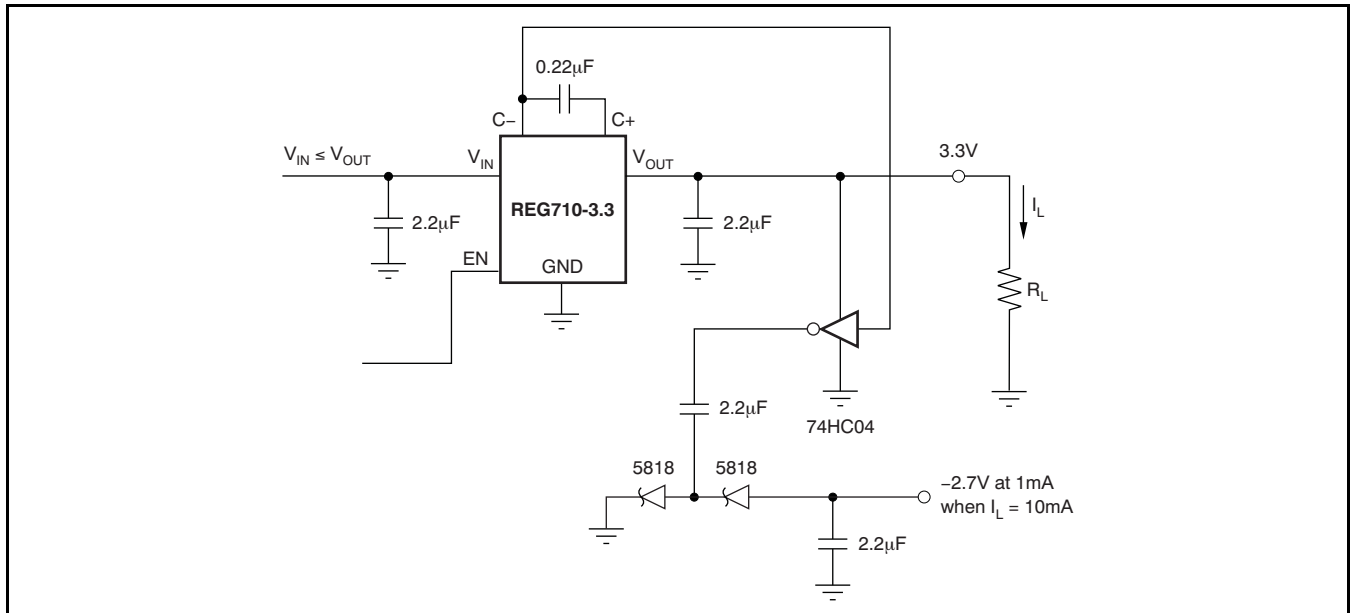 0.22μF
C– C+
V_IN ≤ V_OUT
V_IN
V_OUT
3.3V
REG710-3.3
2.2μF
2.2μF
I_L
EN
GND
R_L
2.2μF
74HC04
5818
5818
–2.7V at 1mA
when I_L = 10mA
2.2μF